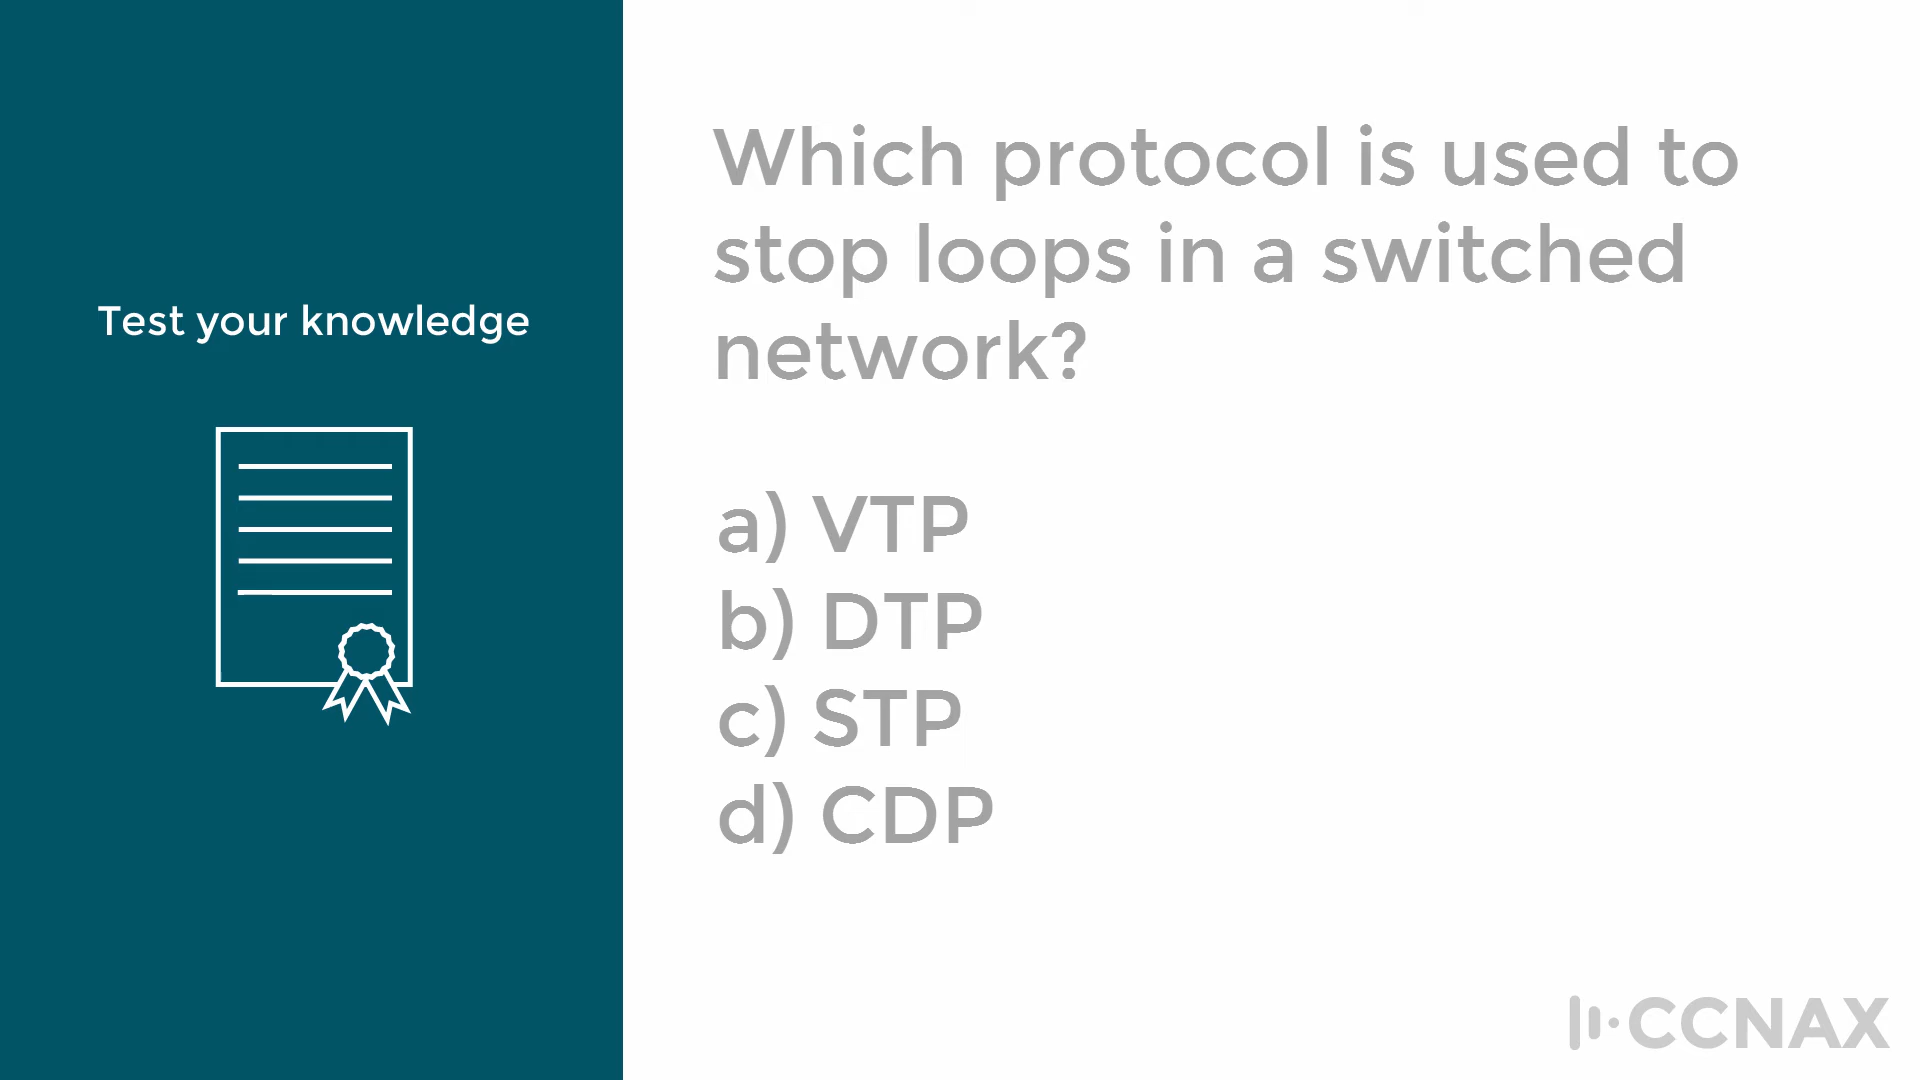 Test your knowledge
Which protocol is used to
stop loops in a switched
network?
a) VTP
b) DTP
c) STP
d) CDP
CCNAX